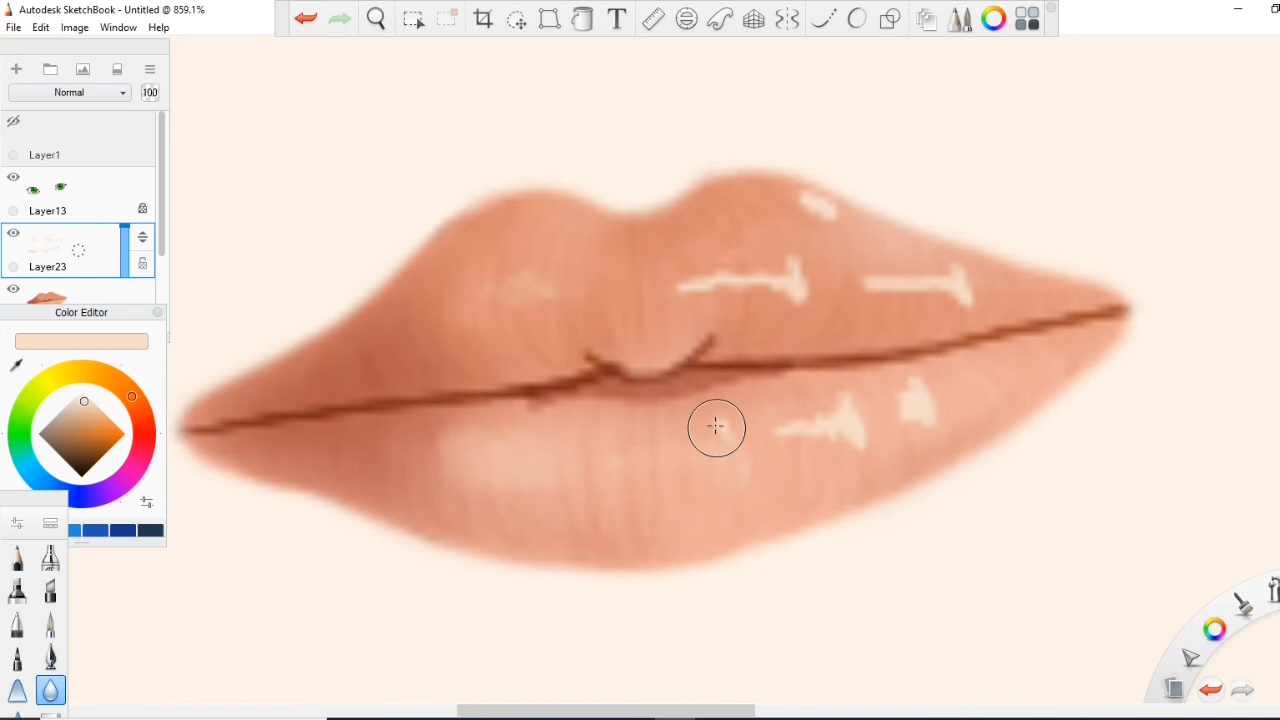 Autodesk SketchBook - Untitled @ 859.1%
File Edit Image Window Help
T
Normal 100
Layer1
Layer13
Layer23
Color Editor